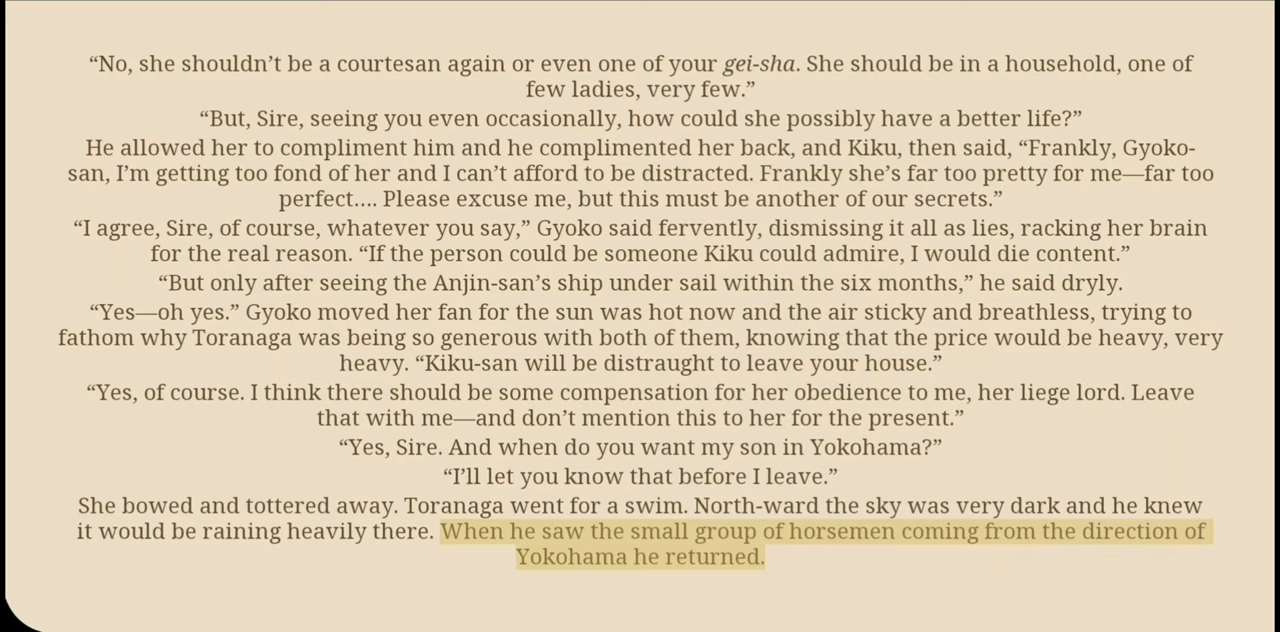 “No, she shouldn’t be a courtesan again or even one of your gei-sha. She should be in a household, one of
few ladies, very few.”
“But, Sire, seeing you even occasionally, how could she possibly have a better life?”
He allowed her to compliment him and he complimented her back, and Kiku, then said, “Frankly, Gyoko-
san, I’m getting too fond of her and I can’t afford to be distracted. Frankly she’s far too pretty for me—far too
perfect.... Please excuse me, but this must be another of our secrets.”
“I agree, Sire, of course, whatever you say,” Gyoko said fervently, dismissing it all as lies, racking her brain
for the real reason. “If the person could be someone Kiku could admire, I would die content.”
“But only after seeing the Anjin-san’s ship under sail within the six months,” he said dryly.
“Yes—oh yes.” Gyoko moved her fan for the sun was hot now and the air sticky and breathless, trying to
fathom why Toranaga was being so generous with both of them, knowing that the price would be heavy, very
heavy. “Kiku-san will be distraught to leave your house.”
“Yes, of course. I think there should be some compensation for her obedience to me, her liege lord. Leave
that with me—and don’t mention this to her for the present.”
“Yes, Sire. And when do you want my son in Yokohama?”
“I’ll let you know that before I leave.”
She bowed and tottered away. Toranaga went for a swim. North-ward the sky was very dark and he knew
it would be raining heavily there. When he saw the small group of horsemen coming from the direction of
Yokohama he returned.